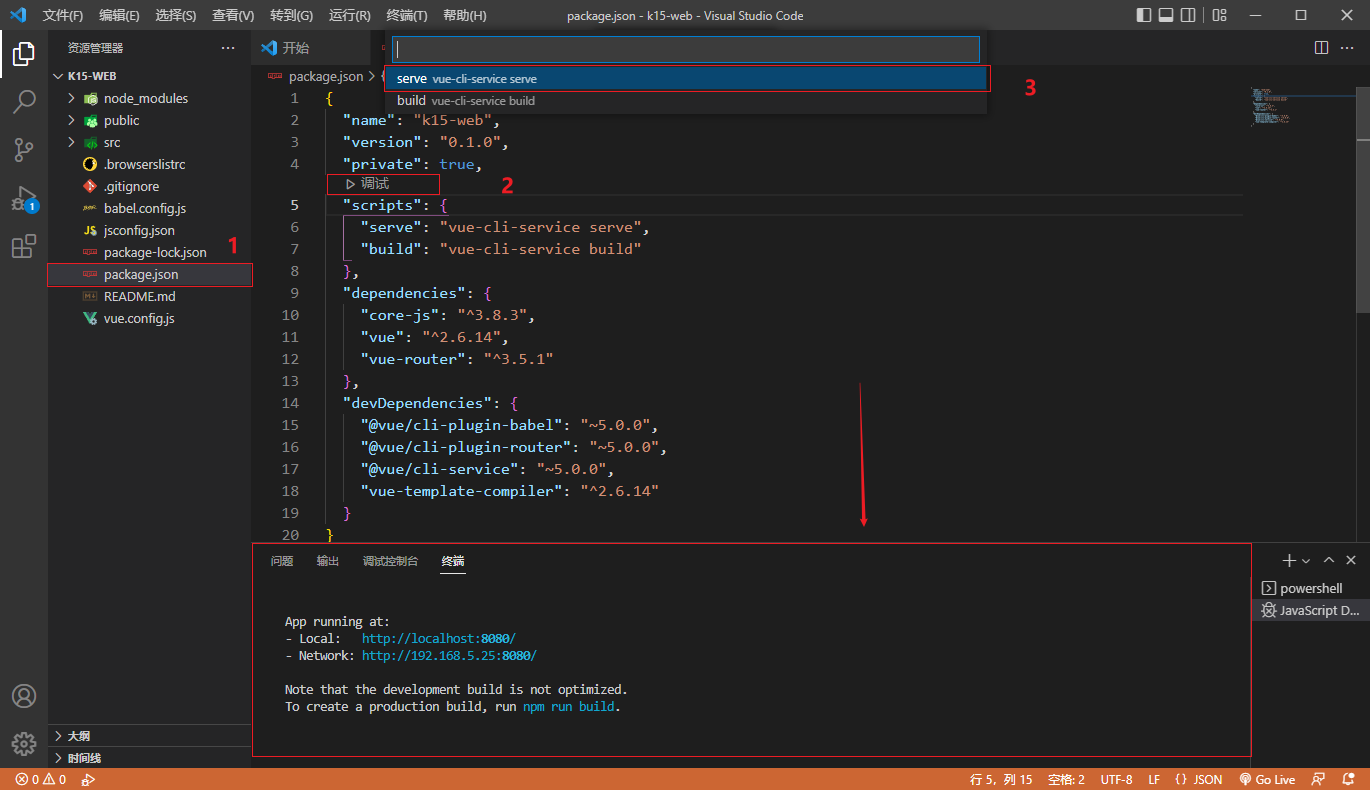 文件(F) 编辑(E) 选择(S) 查看(V) 转到(G) 运行(R) 终端(T) 帮助(H) package.json - k15-web - Visual Studio Code
资源管理器 ···
K15-WEB
node_modules
public
src
.browserslistrc
.gitignore
babel.config.js
jsconfig.json
package-lock.json
1
package.json
README.md
vue.config.js
大纲
时间线
1
开始
package.json
serve vue-cli-service serve
3
build vue-cli-service build
1 {
2 "name": "k15-web",
3 "version": "0.1.0",
4 "private": true,
调试
2
5 "scripts": {
6 "serve": "vue-cli-service serve",
7 "build": "vue-cli-service build"
8 },
9 "dependencies": {
10 "core-js": "^3.8.3",
11 "vue": "^2.6.14",
12 "vue-router": "^3.5.1"
13 },
14 "devDependencies": {
15 "@vue/cli-plugin-babel": "~5.0.0",
16 "@vue/cli-plugin-router": "~5.0.0",
17 "@vue/cli-service": "~5.0.0",
18 "vue-template-compiler": "^2.6.14"
19 }
20 }
问题 输出 调试控制台 终端
App running at:
- Local: http://localhost:8080/
- Network: http://192.168.5.25:8080/
Note that the development build is not optimized.
To create a production build, run npm run build.
powershell
JavaScript D...
0 0 行 5，列 15 空格: 2 UTF-8 LF {} JSON Go Live